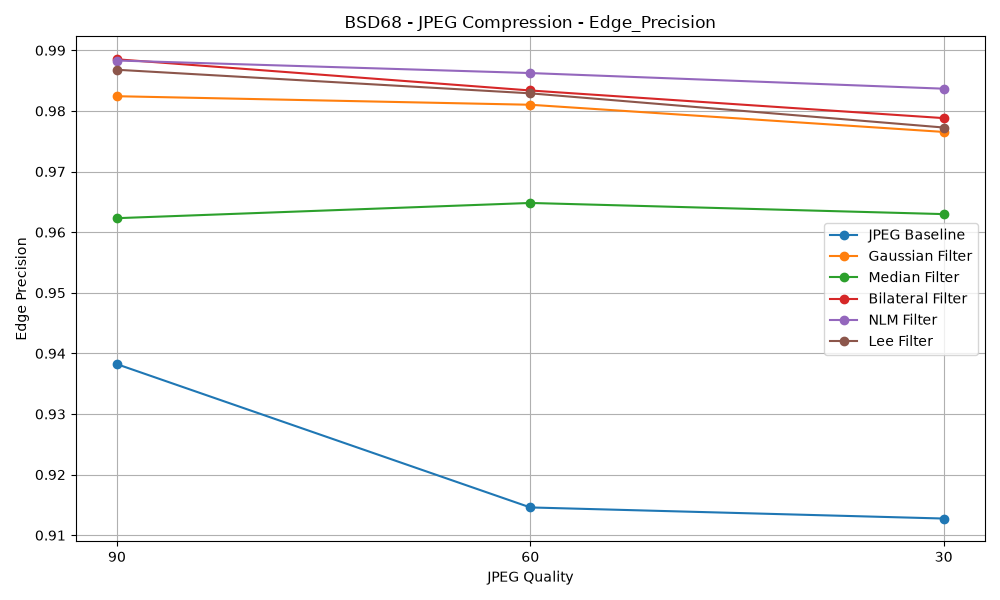 BSD68 - JPEG Compression - Edge_Precision
0.99
0.98
0.97
0.96
0.95
0.94
0.93
0.92
0.91
Edge Precision
JPEG Baseline
Gaussian Filter
Median Filter
Bilateral Filter
NLM Filter
Lee Filter
90
60
30
JPEG Quality